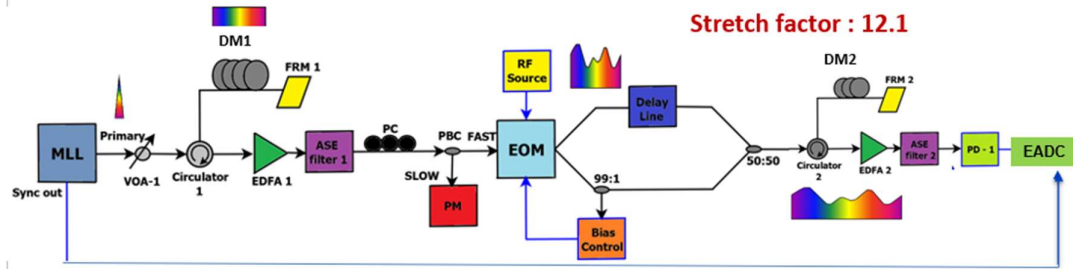 Stretch factor : 12.1
DM1
FRM 1
RF
Source
DM2
FRM 2
Delay
Line
MLL
Primary
VOA-1
Circulator
1
EDFA 1
ASE
filter 1
PC
PBC
FAST
EOM
SLOW
PM
99:1
50:50
Circulator
2
EDFA 2
ASE
filter 2
PD - 1
EADC
Sync out
Bias
Control